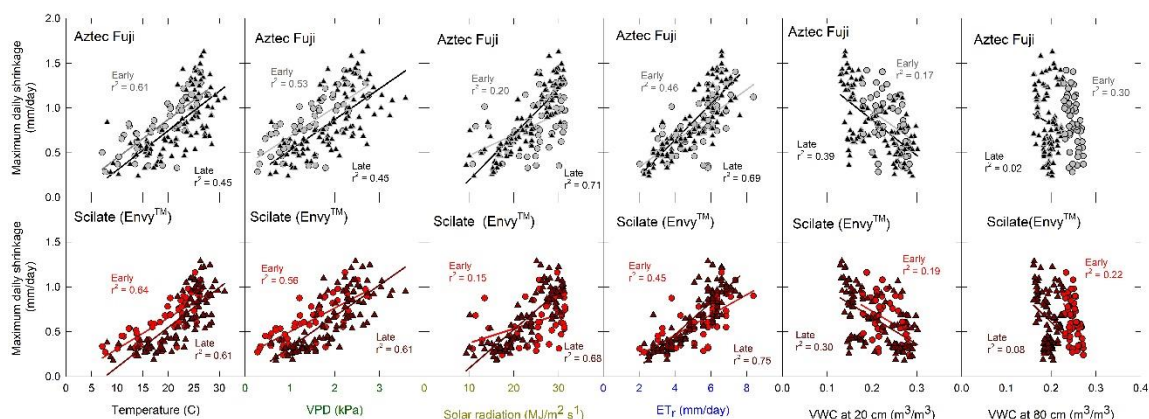 Maximum daily shrinkage
(mm/day)
2.0
1.5
1.0
0.5
0.0
Aztec Fuji
Early
r² = 0.61
Late
r² = 0.45
Aztec Fuji
Early
r² = 0.53
Late
r² = 0.45
Aztec Fuji
Early
r² = 0.20
Late
r² = 0.71
Aztec Fuji
Early
r² = 0.46
Late
r² = 0.69
Aztec Fuji
Early
r² = 0.17
Late
r² = 0.39
Aztec Fuji
Early
r² = 0.30
Late
r² = 0.02
Maximum daily shrinkage
(mm/day)
1.5
1.0
0.5
0.0
Scilate (Envy™)
Early
r² = 0.64
Late
r² = 0.61
Scilate (Envy™)
Early
r² = 0.56
Late
r² = 0.61
Scilate (Envy™)
Early
r² = 0.15
Late
r² = 0.68
Scilate (Envy™)
Early
r² = 0.45
Late
r² = 0.75
Scilate (Envy™)
Early
r² = 0.19
Late
r² = 0.30
Scilate(Envy™)
Early
r² = 0.22
Late
r² = 0.08
0 5 10 15 20 25 30
1 2 3
0 10 20 30
0 2 4 6 8
0.0 0.1 0.2 0.3
0.0 0.1 0.2 0.3 0.4
Temperature (C)
VPD (kPa)
Solar radiation (MJ/m² s¹)
ETr (mm/day)
VWC at 20 cm (m³/m³)
VWC at 80 cm (m³/m³)